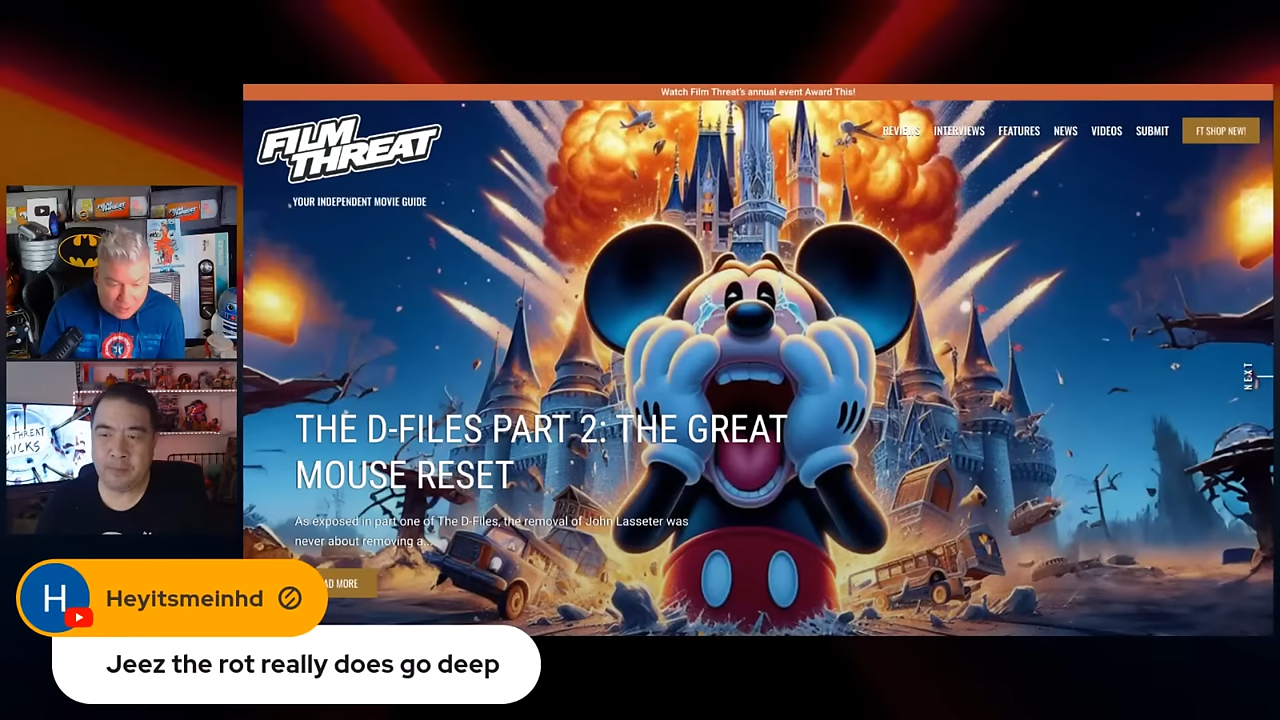 Watch Film Threat's annual event Award This!
FILM
THREAT
YOUR INDEPENDENT MOVIE GUIDE
REVIEWS INTERVIEWS FEATURES NEWS VIDEOS SUBMIT FT SHOP NEW!
NEXT
THE D-FILES PART 2: THE GREAT
MOUSE RESET
As exposed in part one of The D-Files, the removal of John Lasseter was
never about removing a...
AD MORE
H
Heyitsmeinhd
Jeez the rot really does go deep